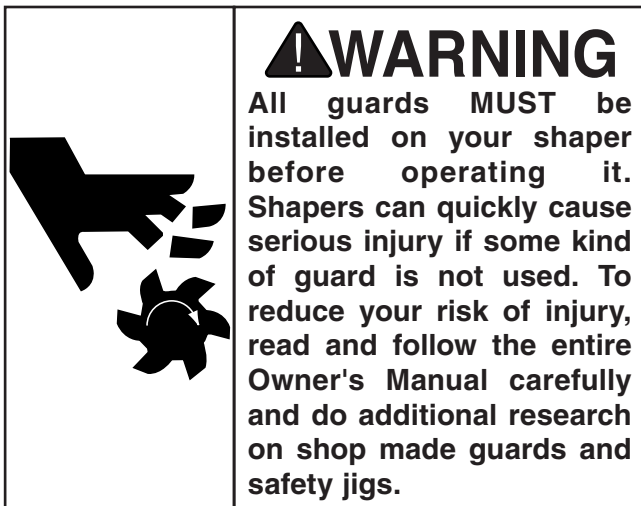 WARNING
All guards MUST be
installed on your shaper
before operating it.
Shapers can quickly cause
serious injury if some kind
of guard is not used. To
reduce your risk of injury,
read and follow the entire
Owner's Manual carefully
and do additional research
on shop made guards and
safety jigs.